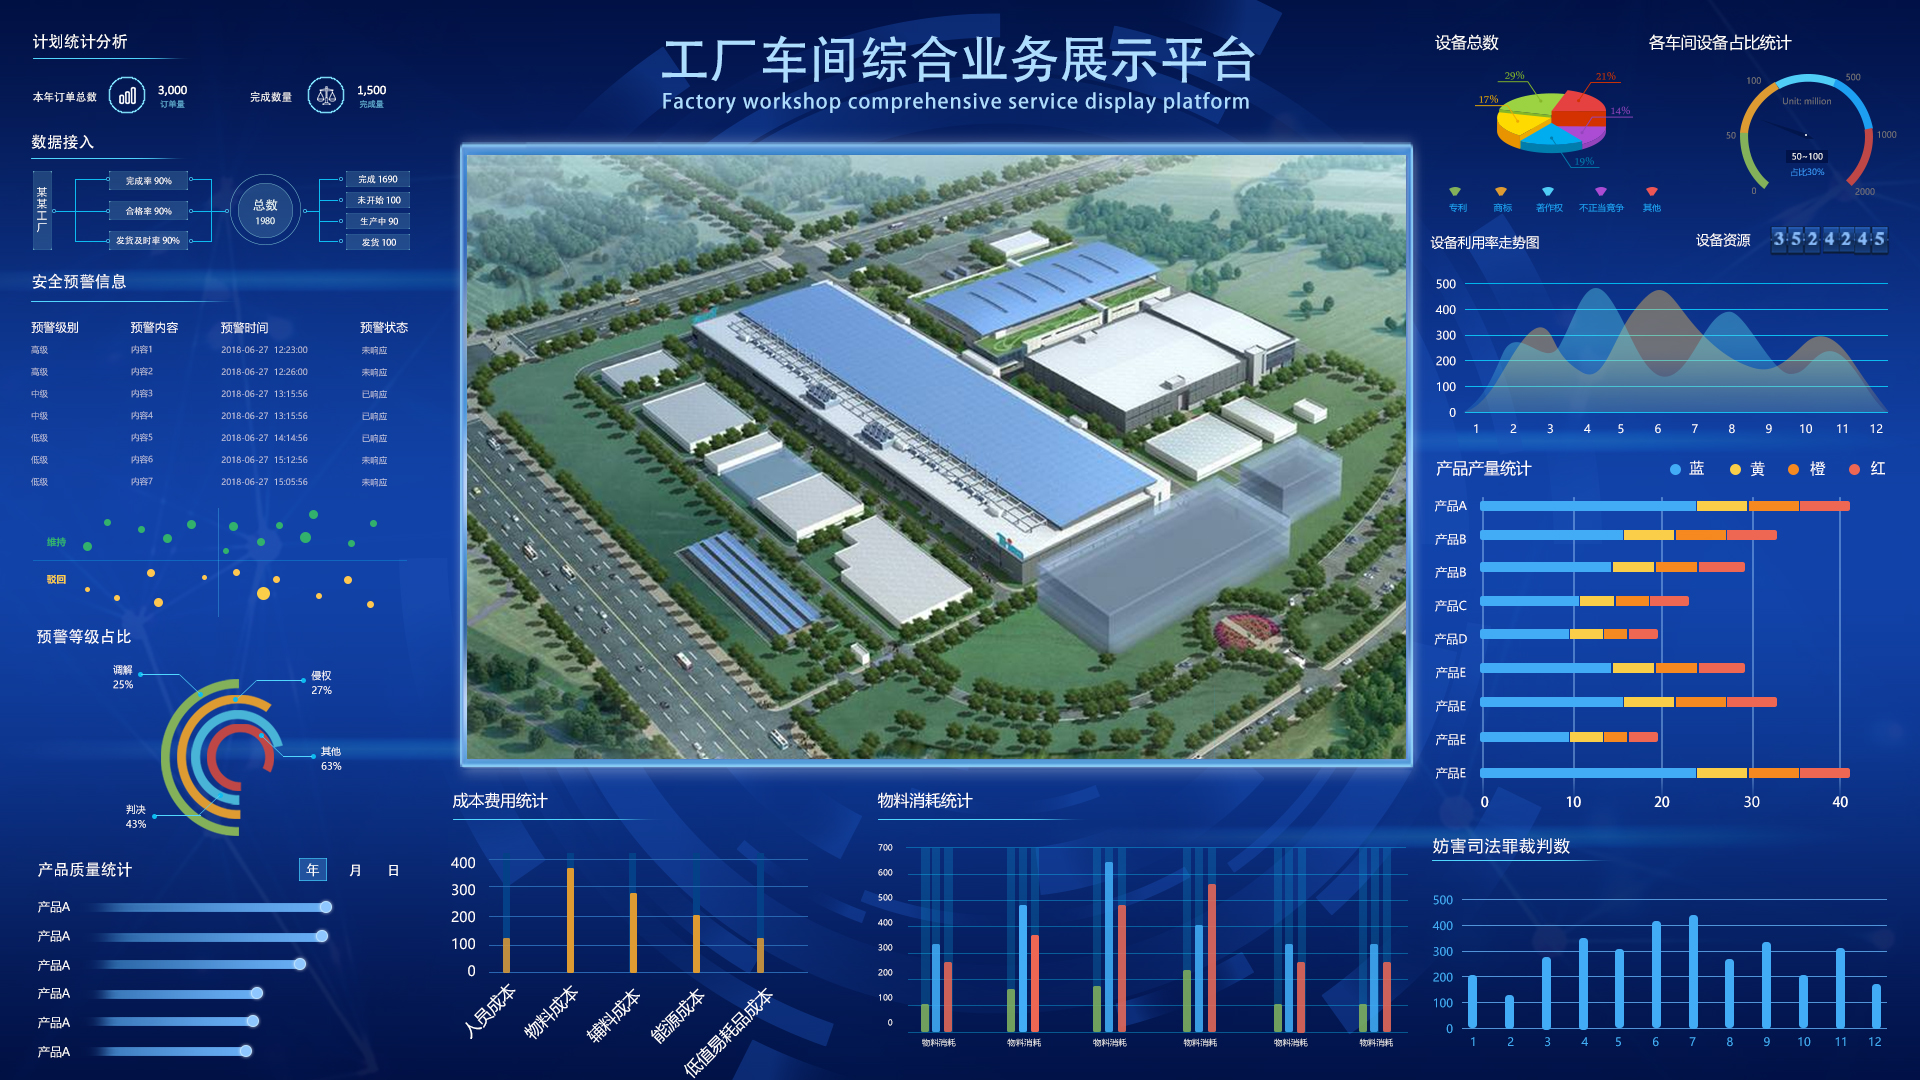 工厂车间综合业务展示平台
Factory workshop comprehensive service display platform
计划统计分析
本年订单总数
3,000
订单量
完成数量
1,500
完成量
数据接入
某某工厂
完成率 90%
合格率 90%
发货及时率 90%
总数
1980
完成 1690
未开始 100
生产中 90
发货 100
安全预警信息
预警级别 预警内容 预警时间 预警状态
高级 内容1 2018-06-27 12:23:00 未响应
高级 内容2 2018-06-27 12:26:00 未响应
中级 内容3 2018-06-27 13:15:56 已响应
中级 内容4 2018-06-27 13:15:56 已响应
低级 内容5 2018-06-27 14:14:56 已响应
低级 内容6 2018-06-27 15:12:56 未响应
低级 内容7 2018-06-27 15:05:56 未响应
维持
驳回
预警等级占比
调解
25%
侵权
27%
其他
63%
判决
43%
产品质量统计
年 月 日
产品A
产品A
产品A
产品A
产品A
产品A
成本费用统计
400
300
200
100
0
人员成本 物料成本 辅料成本 能源成本 低值易耗品成本
物料消耗统计
700
600
500
400
300
200
100
0
物料消耗 物料消耗 物料消耗 物料消耗 物料消耗 物料消耗
设备总数
29%
21%
17%
14%
19%
专利 商标 著作权 不正当竞争 其他
各车间设备占比统计
100
500
Unit: million
50
1000
50~100
占比30%
0
2000
设备利用率走势图
设备资源
3524245
500
400
300
200
100
0
1 2 3 4 5 6 7 8 9 10 11 12
产品产量统计
蓝 黄 橙 红
产品A
产品B
产品B
产品C
产品D
产品E
产品E
产品E
产品E
0 10 20 30 40
妨害司法罪裁判数
500
400
300
200
100
0
1 2 3 4 5 6 7 8 9 10 11 12